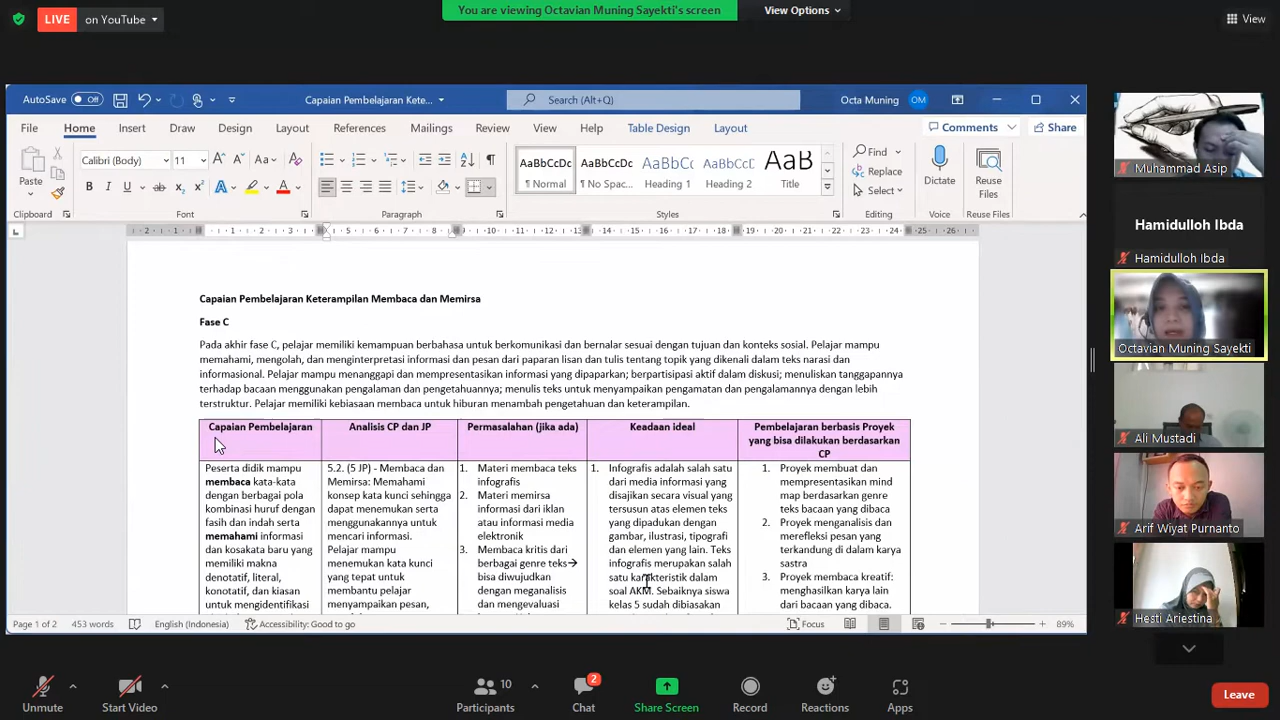 LIVE on YouTube
You are viewing Octavian Muning Sayekti's screen
View Options
View
AutoSave Off
Capaian Pembelajaran Kete...
Search (Alt+Q)
Octa Muning OM
File Home Insert Draw Design Layout References Mailings Review View Help Table Design Layout
Comments Share
Paste
Clipboard
Calibri (Body) 11
Font
Paragraph
AaBbCcDc AaBbCcDc AaBbCc AaBbCcD AaB
¶ Normal ¶ No Spac... Heading 1 Heading 2 Title
Styles
Find
Replace
Select
Editing
Dictate
Voice
Reuse Files
Reuse Files
Capaian Pembelajaran Keterampilan Membaca dan Memirsa
Fase C
Pada akhir fase C, pelajar memiliki kemampuan berbahasa untuk berkomunikasi dan bernalar sesuai dengan tujuan dan konteks sosial. Pelajar mampu
memahami, mengolah, dan menginterpretasi informasi dan pesan dari paparan lisan dan tulis tentang topik yang dikenali dalam teks narasi dan
informasional. Pelajar mampu menanggapi dan mempresentasikan informasi yang dipaparkan; berpartisipasi aktif dalam diskusi; menuliskan tanggapannya
terhadap bacaan menggunakan pengalaman dan pengetahuannya; menulis teks untuk menyampaikan pengamatan dan pengalamannya dengan lebih
terstruktur. Pelajar memiliki kebiasaan membaca untuk hiburan menambah pengetahuan dan keterampilan.
Capaian Pembelajaran
Analisis CP dan JP
Permasalahan (jika ada)
Keadaan ideal
Pembelajaran berbasis Proyek
yang bisa dilakukan berdasarkan
CP
Peserta didik mampu
membaca kata-kata
dengan berbagai pola
kombinasi huruf dengan
fasih dan indah serta
memahami informasi
dan kosakata baru yang
memiliki makna
denotatif, literal,
konotatif, dan kiasan
untuk mengidentifikasi
5.2. (5 JP) - Membaca dan
Memirsa: Memahami
konsep kata kunci sehingga
dapat menemukan serta
menggunakannya untuk
mencari informasi.
Pelajar mampu
menemukan kata kunci
yang tepat untuk
membantu pelajar
menyampaikan pesan,
1. Materi membaca teks
infografis
2. Materi memirsa
informasi dari iklan
atau informasi media
elektronik
3. Membaca kritis dari
berbagai genre teks→
bisa diwujudkan
dengan meganalisis
dan mengevaluasi
1. Infografis adalah salah satu
dari media informasi yang
disajikan secara visual yang
tersusun atas elemen teks
yang dipadukan dengan
gambar, ilustrasi, tipografi
dan elemen yang lain. Teks
infografis merupakan salah
satu karakteristik dalam
soal AKM. Sebaiknya siswa
kelas 5 sudah dibiasakan
1. Proyek membuat dan
mempresentasikan mind
map berdasarkan genre
teks bacaan yang dibaca
2. Proyek menganalisis dan
merefleksi pesan yang
terkandung di dalam karya
sastra
3. Proyek membaca kreatif:
menghasilkan karya lain
dari bacaan yang dibaca.
Page 1 of 2 453 words English (Indonesia) Accessibility: Good to go Focus 89%
Muhammad Asip
Hamidulloh Ibda
Hamidulloh Ibda
Octavian Muning Sayekti
Ali Mustadi
Arif Wiyat Purnanto
Hesti Ariestina
Unmute
Start Video
10
Participants
2
Chat
Share Screen
Record
Reactions
Apps
Leave